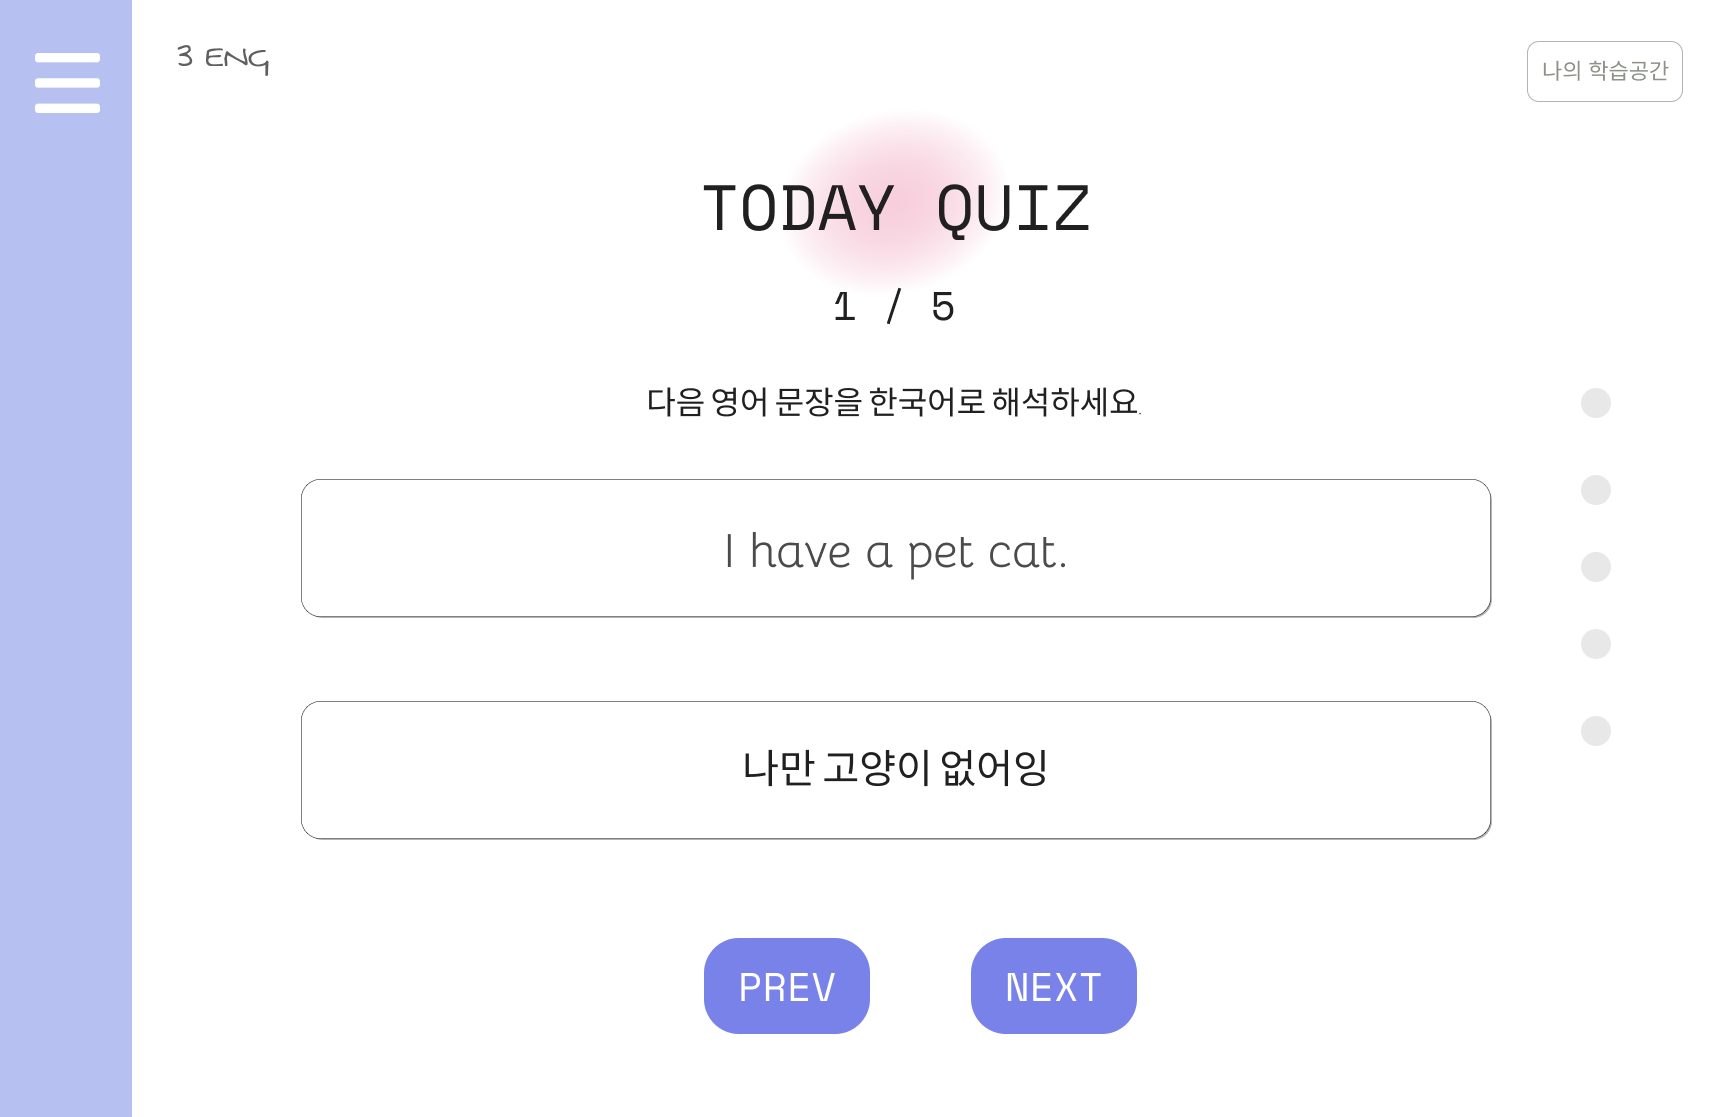 3 ENG
나의 학습공간
TODAY QUIZ
1 / 5
다음 영어 문장을 한국어로 해석하세요.
I have a pet cat.
나만 고양이 없어잉
PREV
NEXT